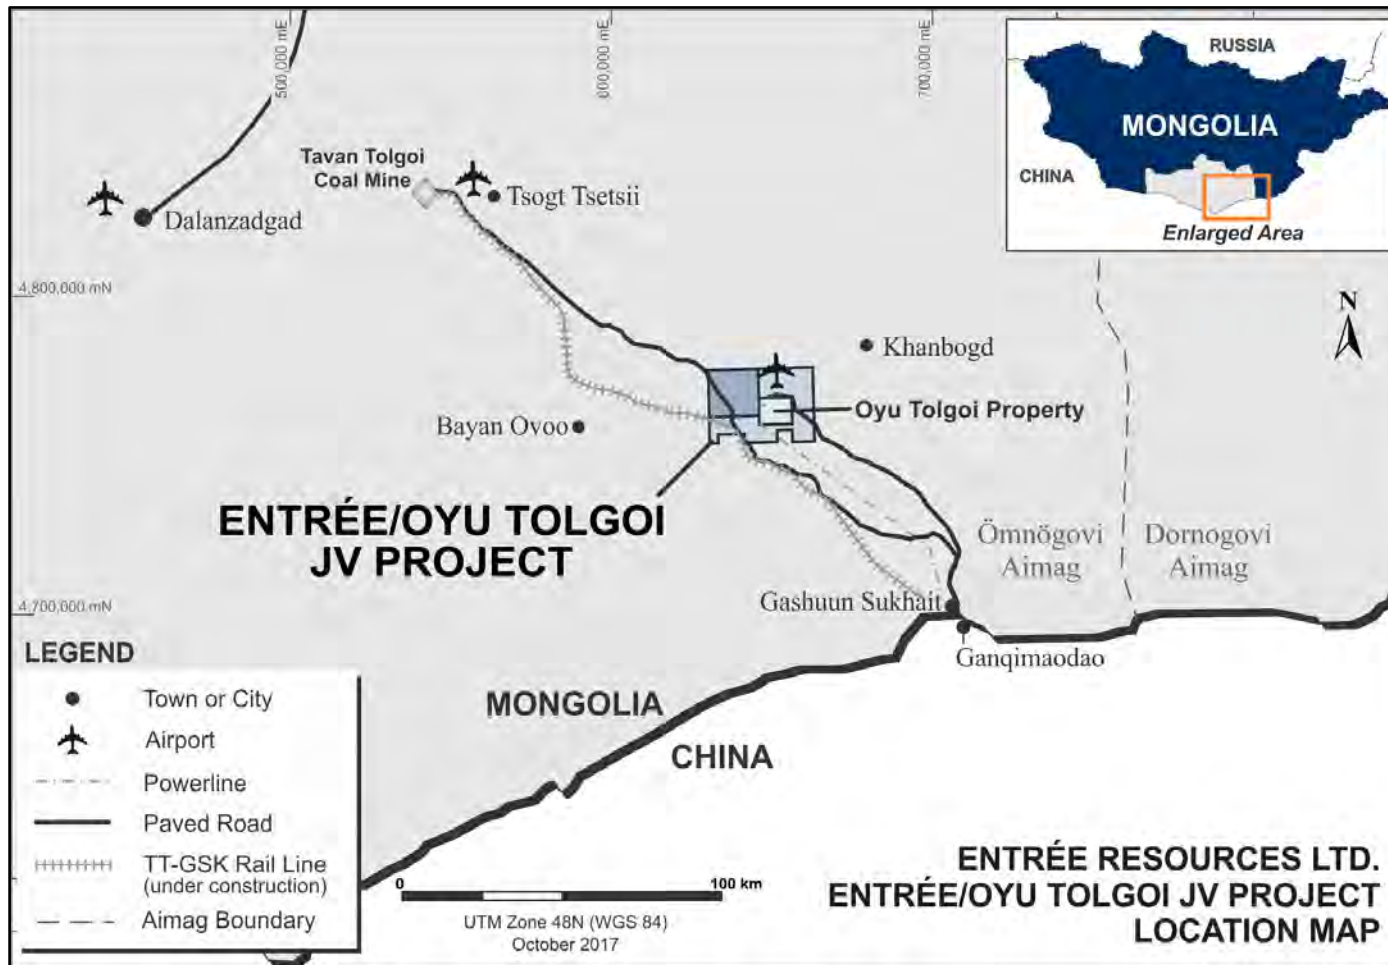 500,000 mE
600,000 mE
700,000 mE
RUSSIA
MONGOLIA
CHINA
Enlarged Area
Tavan Tolgoi
Coal Mine
Tsogt Tsetsii
Dalanzadgad
4,800,000 mN
N
Khanbogd
Oyu Tolgoi Property
Bayan Ovoo
ENTRÉE/OYU TOLGOI
JV PROJECT
Ömnögovi
Aimag
Dornogovi
Aimag
4,700,000 mN
Gashuun Sukhait
Ganqimaodao
MONGOLIA
CHINA
LEGEND
Town or City
Airport
Powerline
Paved Road
TT-GSK Rail Line
(under construction)
Aimag Boundary
0 100 km
UTM Zone 48N (WGS 84)
October 2017
ENTRÉE RESOURCES LTD.
ENTRÉE/OYU TOLGOI JV PROJECT
LOCATION MAP